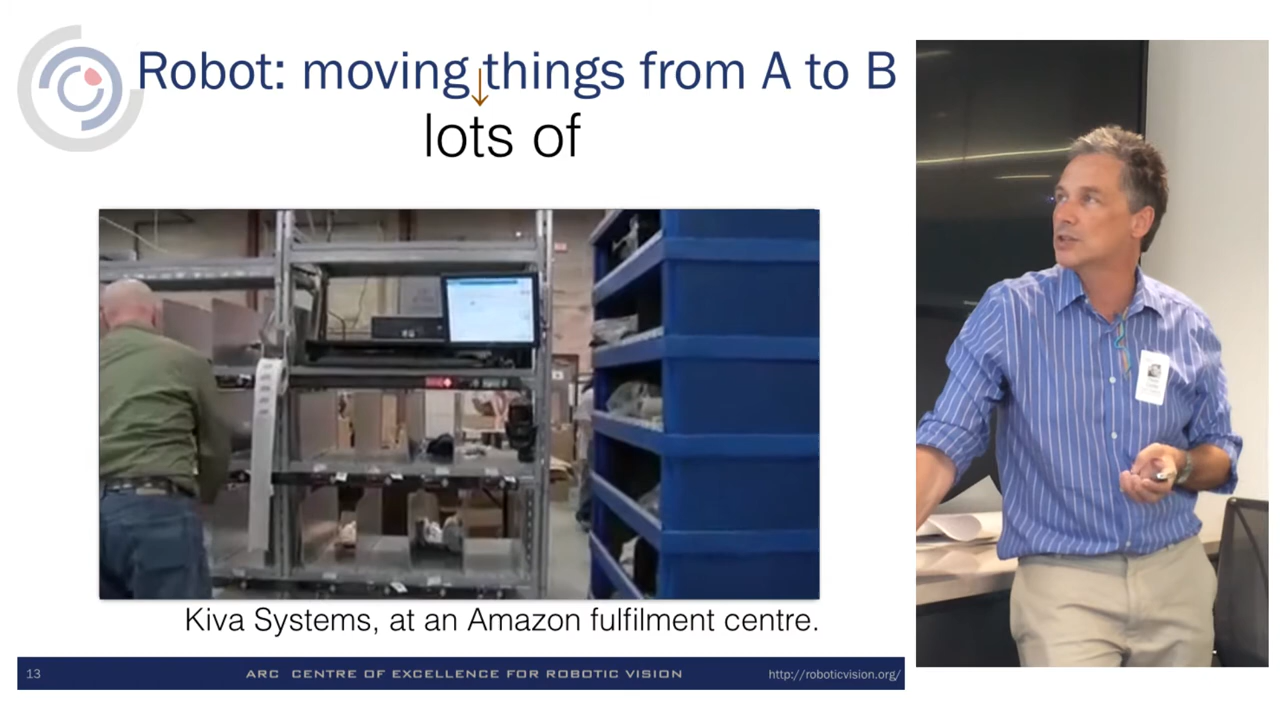 Robot: moving things from A to B
lots of
Kiva Systems, at an Amazon fulfilment centre.
13
ARC CENTRE OF EXCELLENCE FOR ROBOTIC VISION
http://roboticvision.org/